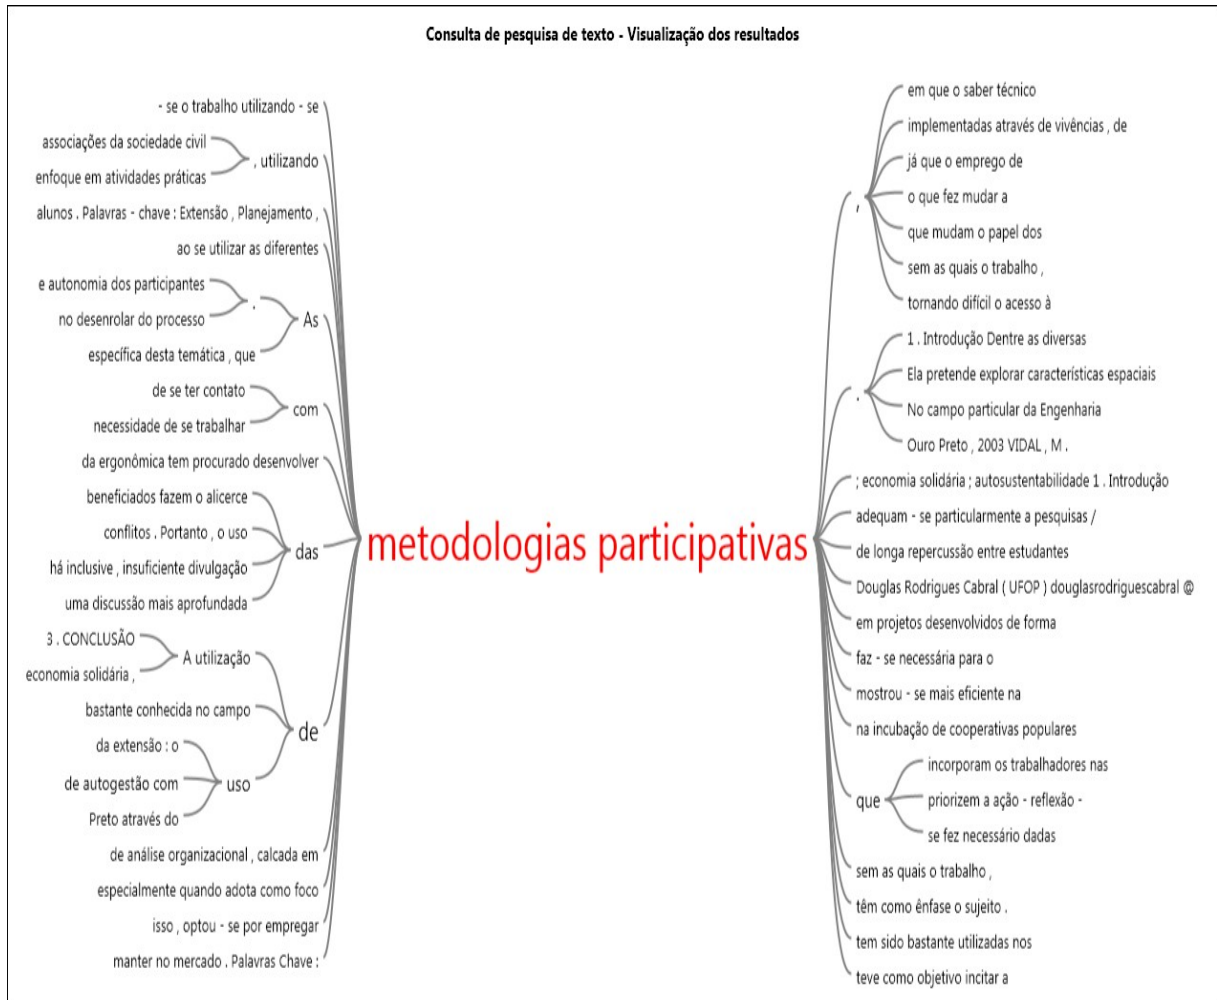 Consulta de pesquisa de texto - Visualização dos resultados
- se o trabalho utilizando - se
associações da sociedade civil
, utilizando
enfoque em atividades práticas
alunos . Palavras - chave : Extensão , Planejamento ,
ao se utilizar as diferentes
e autonomia dos participantes
.
no desenrolar do processo
As
específica desta temática , que
de se ter contato
com
necessidade de se trabalhar
da ergonômica tem procurado desenvolver
beneficiados fazem o alicerce
conflitos . Portanto , o uso
das
há inclusive , insuficiente divulgação
uma discussão mais aprofundada
3 . CONCLUSÃO
A utilização
economia solidária ,
bastante conhecida no campo
de
da extensão : o
de autogestão com
uso
Preto através do
de análise organizacional , calcada em
especialmente quando adota como foco
isso , optou - se por empregar
manter no mercado . Palavras Chave :
metodologias participativas
em que o saber técnico
implementadas através de vivências , de
já que o emprego de
,
o que fez mudar a
que mudam o papel dos
sem as quais o trabalho ,
tornando difícil o acesso à
1 . Introdução Dentre as diversas
Ela pretende explorar características espaciais
.
No campo particular da Engenharia
Ouro Preto , 2003 VIDAL , M .
; economia solidária ; autosustentabilidade 1 . Introdução
adequam - se particularmente a pesquisas /
de longa repercussão entre estudantes
Douglas Rodrigues Cabral ( UFOP ) douglasrodriguescabral @
em projetos desenvolvidos de forma
faz - se necessária para o
mostrou - se mais eficiente na
na incubação de cooperativas populares
incorporam os trabalhadores nas
que
priorizem a ação - reflexão -
se fez necessário dadas
sem as quais o trabalho ,
têm como ênfase o sujeito .
tem sido bastante utilizadas nos
teve como objetivo incitar a